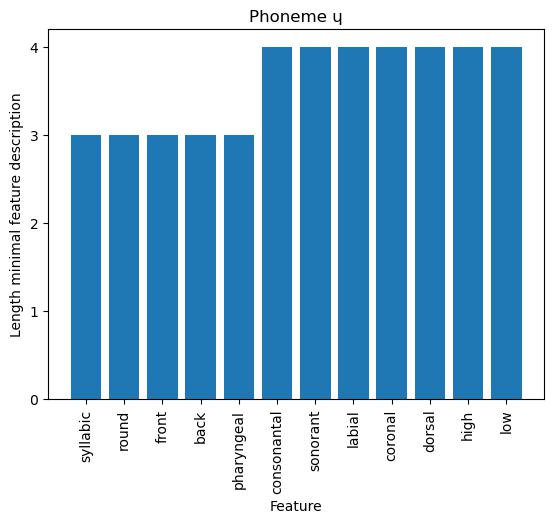 Phoneme ɥ
Length minimal feature description
4
3
2
1
0
syllabic
round
front
back
pharyngeal
consonantal
sonorant
labial
coronal
dorsal
high
low
Feature